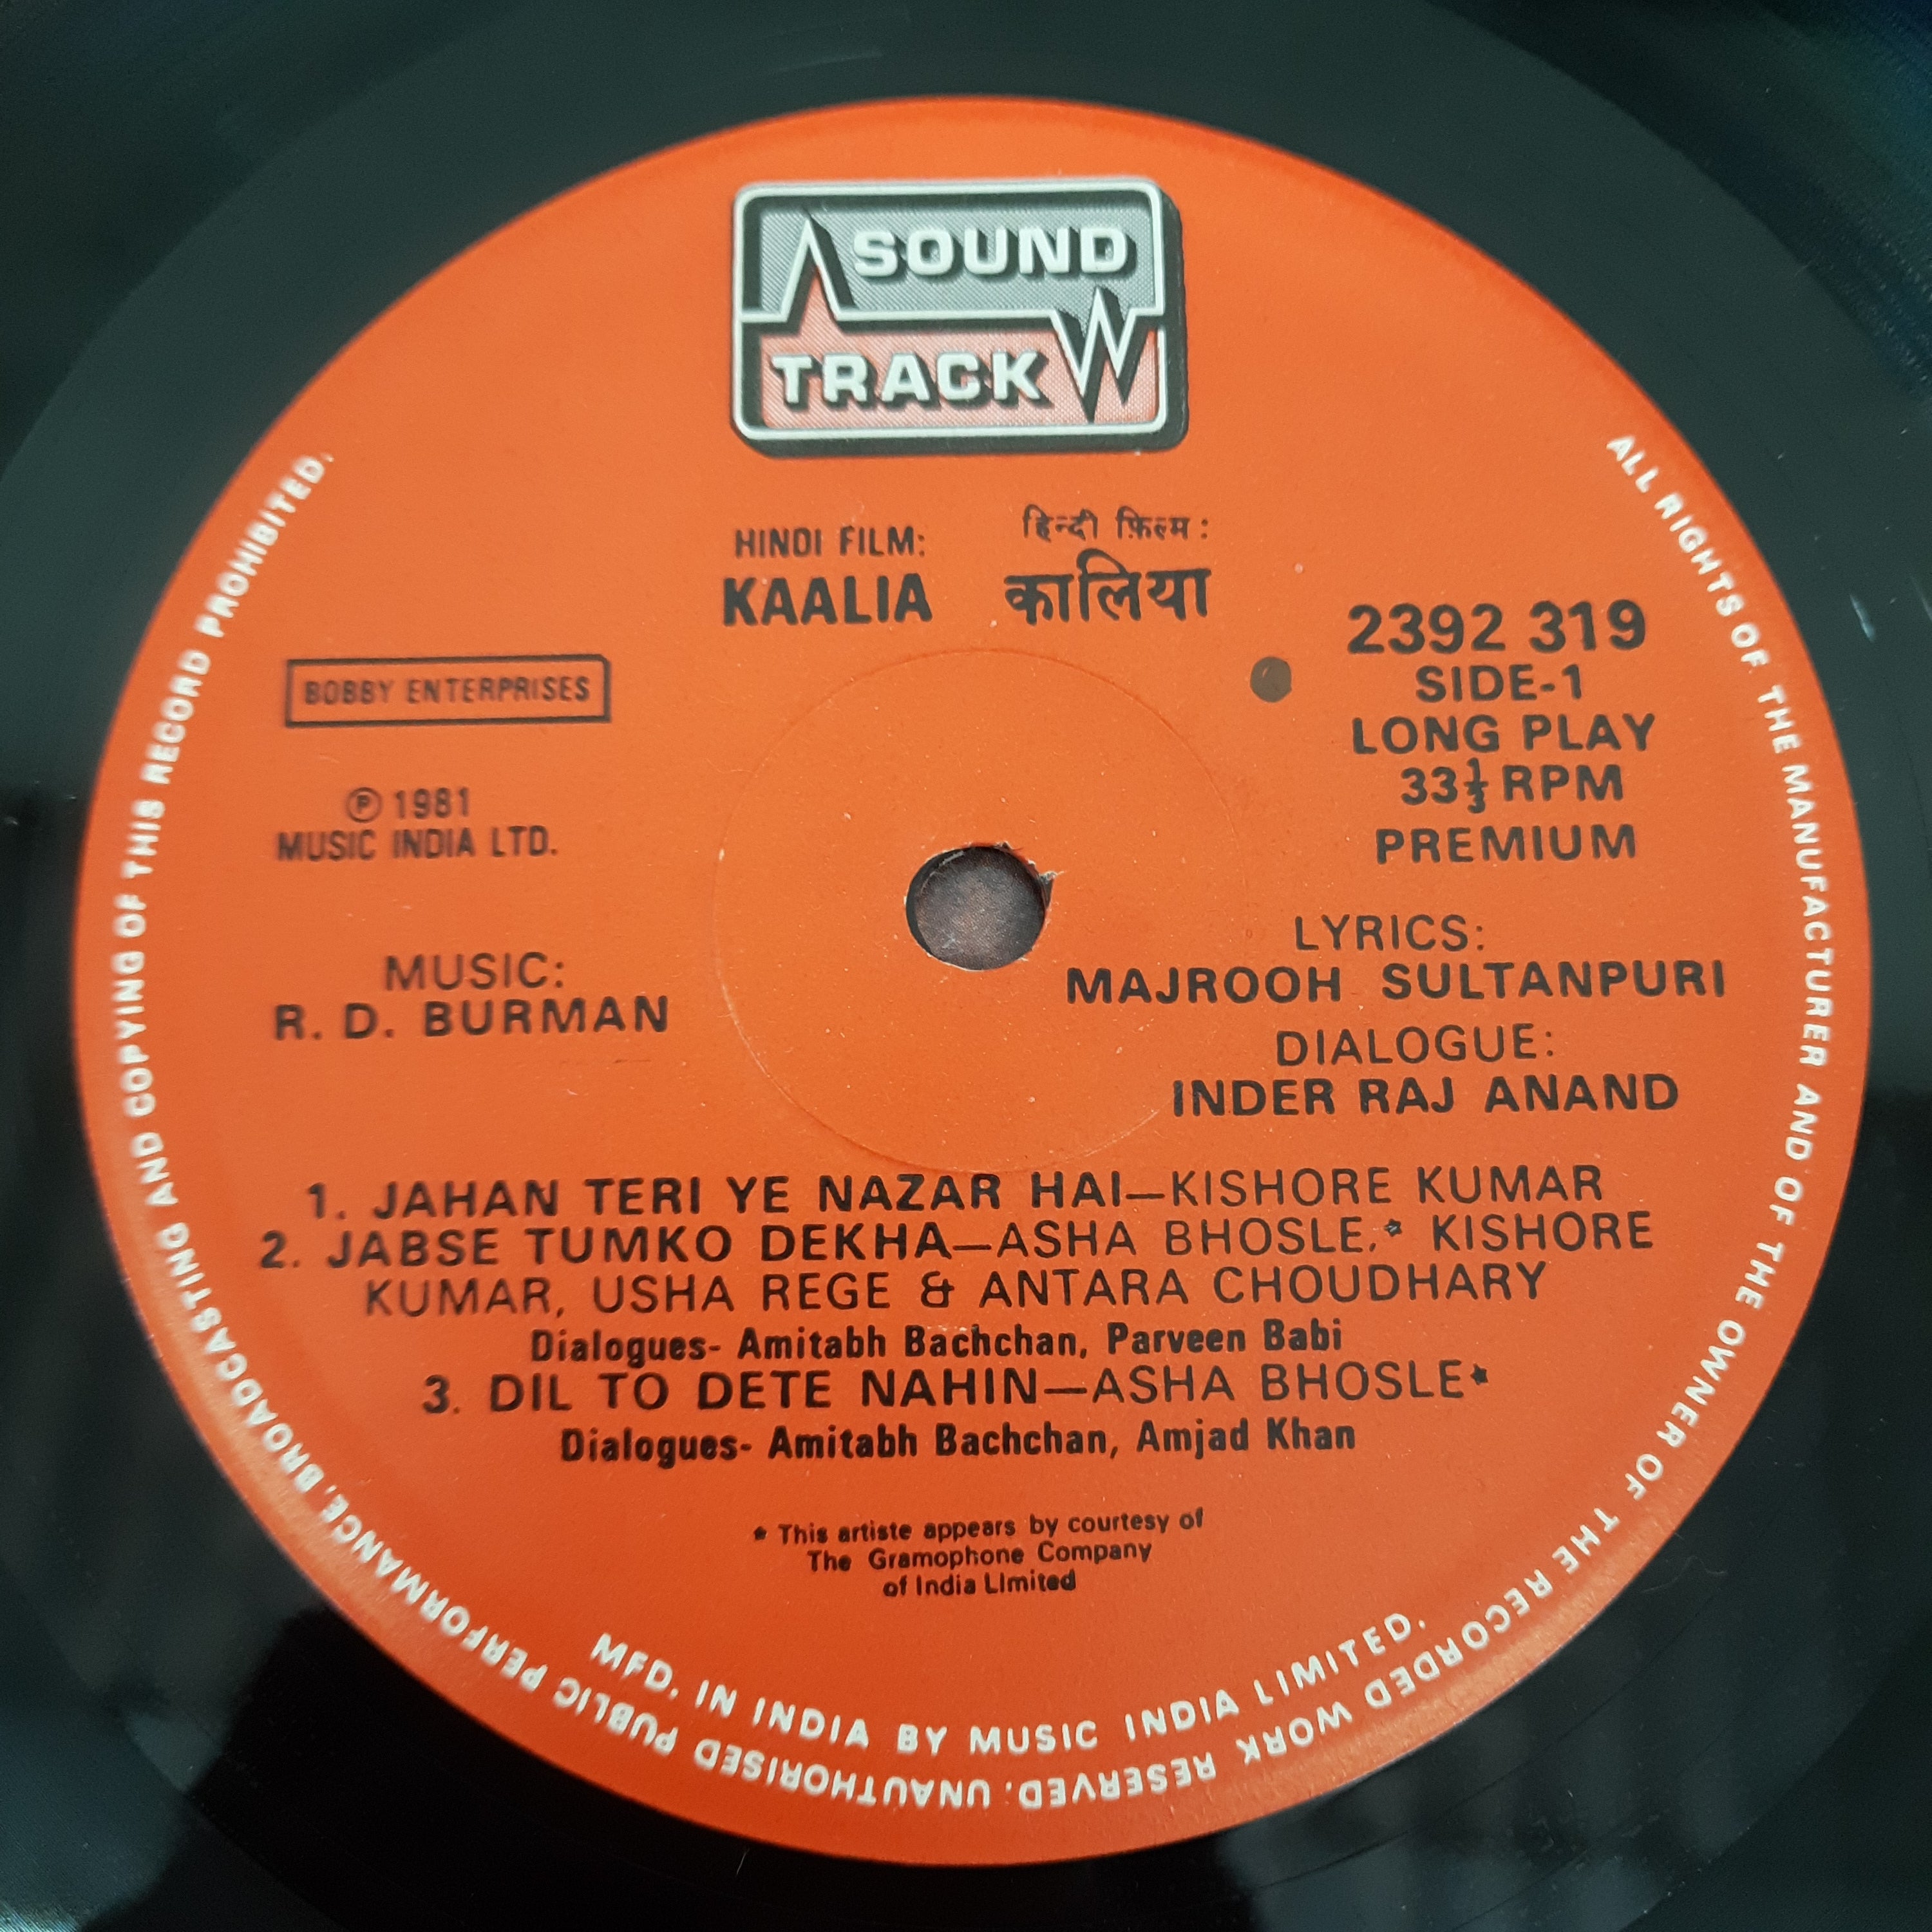 SOUND
TRACK
HINDI FILM:
KAALIA
हिन्दी फ़िल्म :
कालिया
2392 319
SIDE-1
LONG PLAY
33⅓ RPM
PREMIUM
BOBBY ENTERPRISES
Ⓟ 1981
MUSIC INDIA LTD.
MUSIC:
R. D. BURMAN
LYRICS:
MAJROOH SULTANPURI
DIALOGUE:
INDER RAJ ANAND
1. JAHAN TERI YE NAZAR HAI—KISHORE KUMAR
2. JABSE TUMKO DEKHA—ASHA BHOSLE,* KISHORE
KUMAR, USHA REGE & ANTARA CHOUDHARY
Dialogues- Amitabh Bachchan, Parveen Babi
3. DIL TO DETE NAHIN—ASHA BHOSLE*
Dialogues- Amitabh Bachchan, Amjad Khan
* This artiste appears by courtesy of
The Gramophone Company
of India LImited
MFD. IN INDIA BY MUSIC INDIA LIMITED.
ALL RIGHTS OF THE MANUFACTURER AND OF THE OWNER OF THE RECORDED WORK RESERVED. UNAUTHORISED PUBLIC PERFORMANCE, BROADCASTING AND COPYING OF THIS RECORD PROHIBITED.